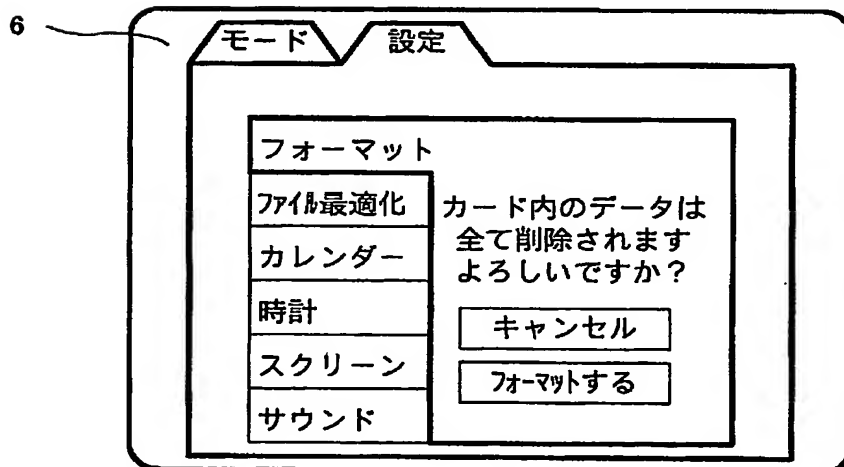 6
モード
設定
フォーマット
ファイル最適化
カレンダー
時計
スクリーン
サウンド
カード内のデータは
全て削除されます
よろしいですか？
キャンセル
フォーマットする